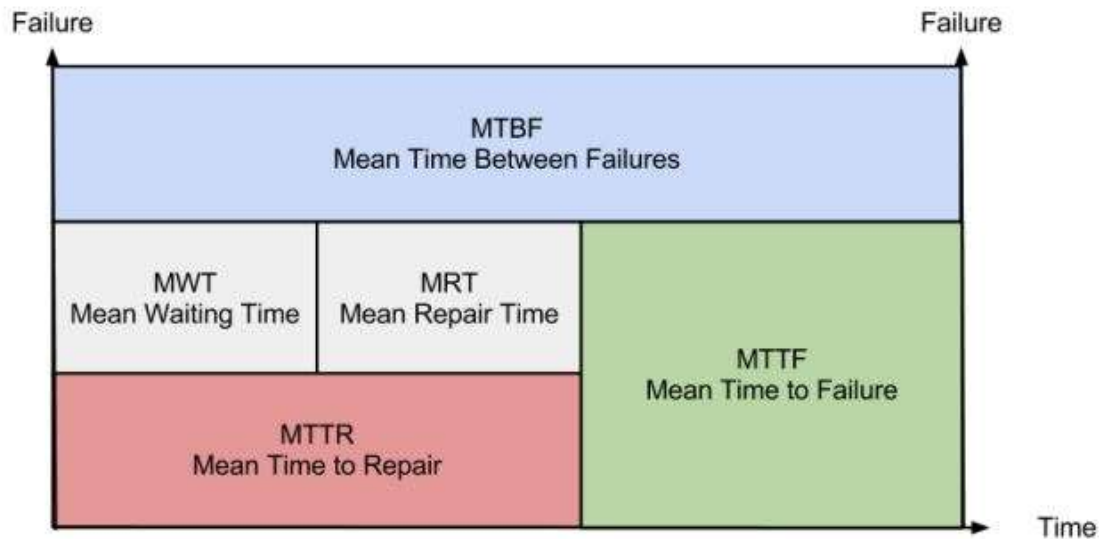 Failure
Failure
MTBF
Mean Time Between Failures
MWT
Mean Waiting Time
MRT
Mean Repair Time
MTTF
Mean Time to Failure
MTTR
Mean Time to Repair
Time